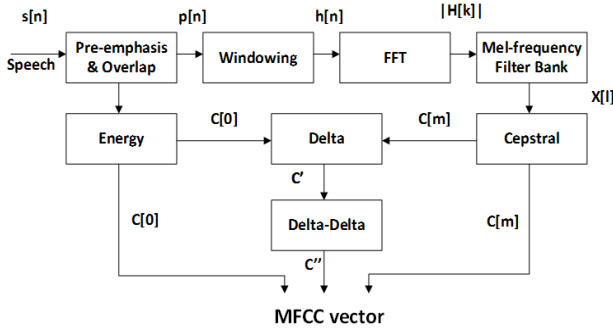 s[n]
p[n]
h[n]
|H[k]|
Speech
Pre-emphasis
& Overlap
Windowing
FFT
Mel-frequency
Filter Bank
X[l]
Energy
C[0]
Delta
C[m]
Cepstral
C'
C[0]
Delta-Delta
C[m]
C''
MFCC vector